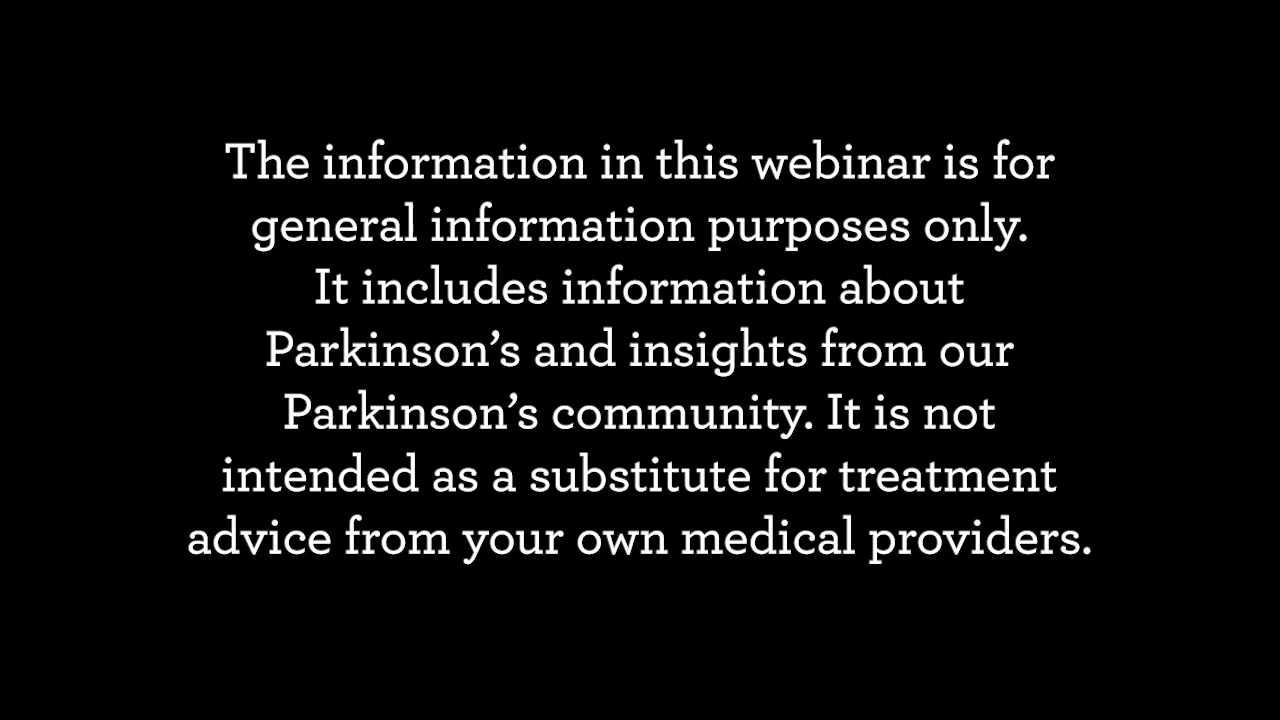 The information in this webinar is for
general information purposes only.
It includes information about
Parkinson’s and insights from our
Parkinson’s community. It is not
intended as a substitute for treatment
advice from your own medical providers.